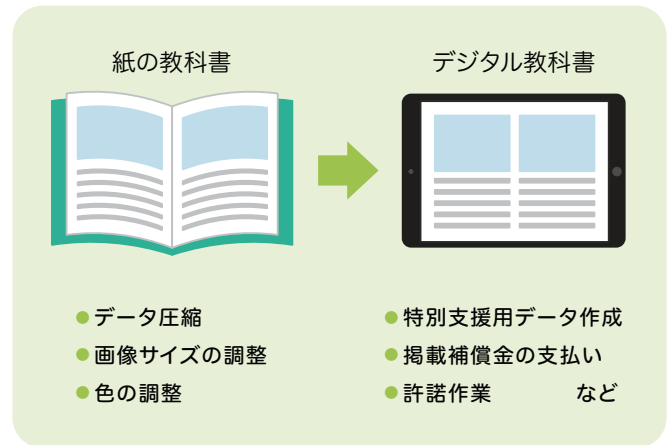 紙の教科書
デジタル教科書
●データ圧縮
●画像サイズの調整
●色の調整
●特別支援用データ作成
●掲載補償金の支払い
●許諾作業　など